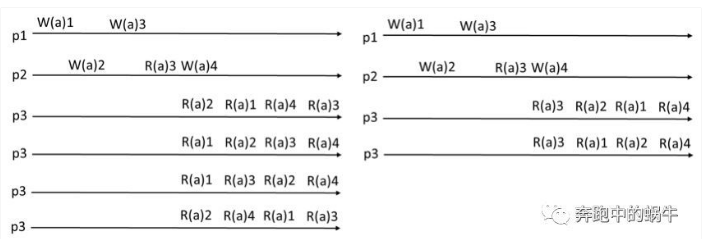 W(a)1 W(a)3
p1
W(a)2 R(a)3 W(a)4
p2
R(a)2 R(a)1 R(a)4 R(a)3
p3
R(a)1 R(a)2 R(a)3 R(a)4
p3
R(a)1 R(a)3 R(a)2 R(a)4
p3
R(a)2 R(a)4 R(a)1 R(a)3
p3
W(a)1 W(a)3
p1
W(a)2 R(a)3 W(a)4
p2
R(a)3 R(a)2 R(a)1 R(a)4
p3
R(a)3 R(a)1 R(a)2 R(a)4
p3
奔跑中的蜗牛